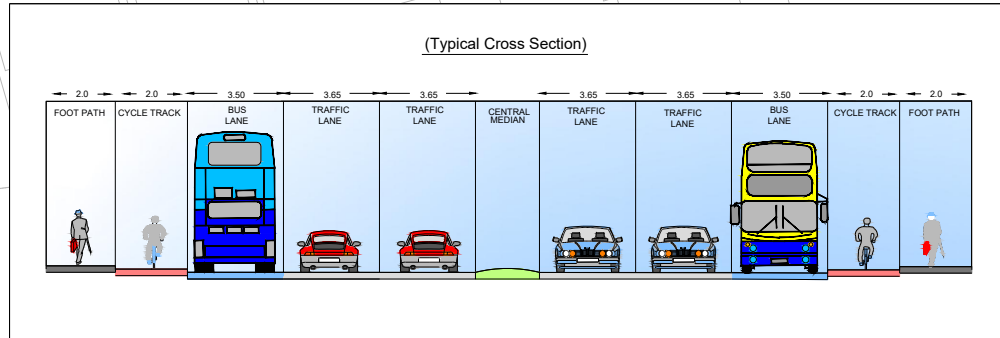 (Typical Cross Section)
2.0 2.0 3.50 3.65 3.65 3.65 3.65 3.50 2.0 2.0
FOOT PATH
CYCLE TRACK
BUS
LANE
TRAFFIC
LANE
TRAFFIC
LANE
CENTRAL
MEDIAN
TRAFFIC
LANE
TRAFFIC
LANE
BUS
LANE
CYCLE TRACK
FOOT PATH